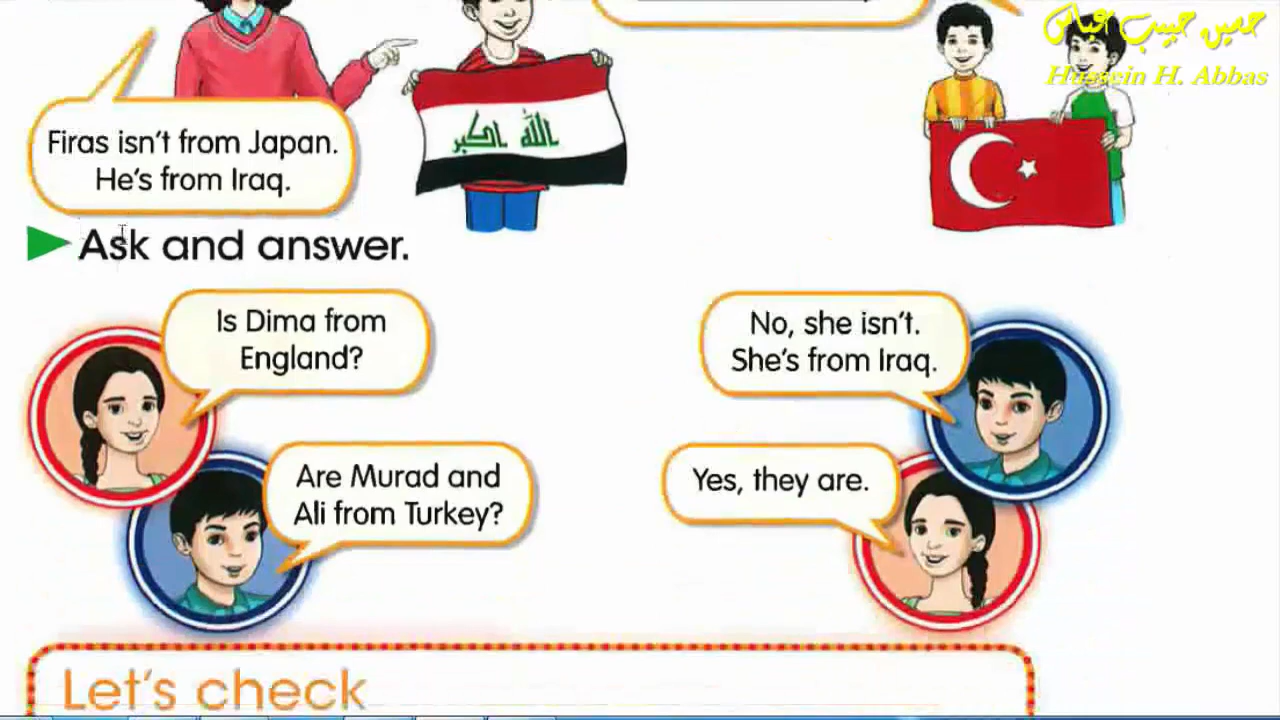 حسين حبيب عباس
Hussein H. Abbas
Firas isn't from Japan.
He's from Iraq.
الله اكبر
Ask and answer.
Is Dima from
England?
No, she isn't.
She's from Iraq.
Are Murad and
Ali from Turkey?
Yes, they are.
Let's check